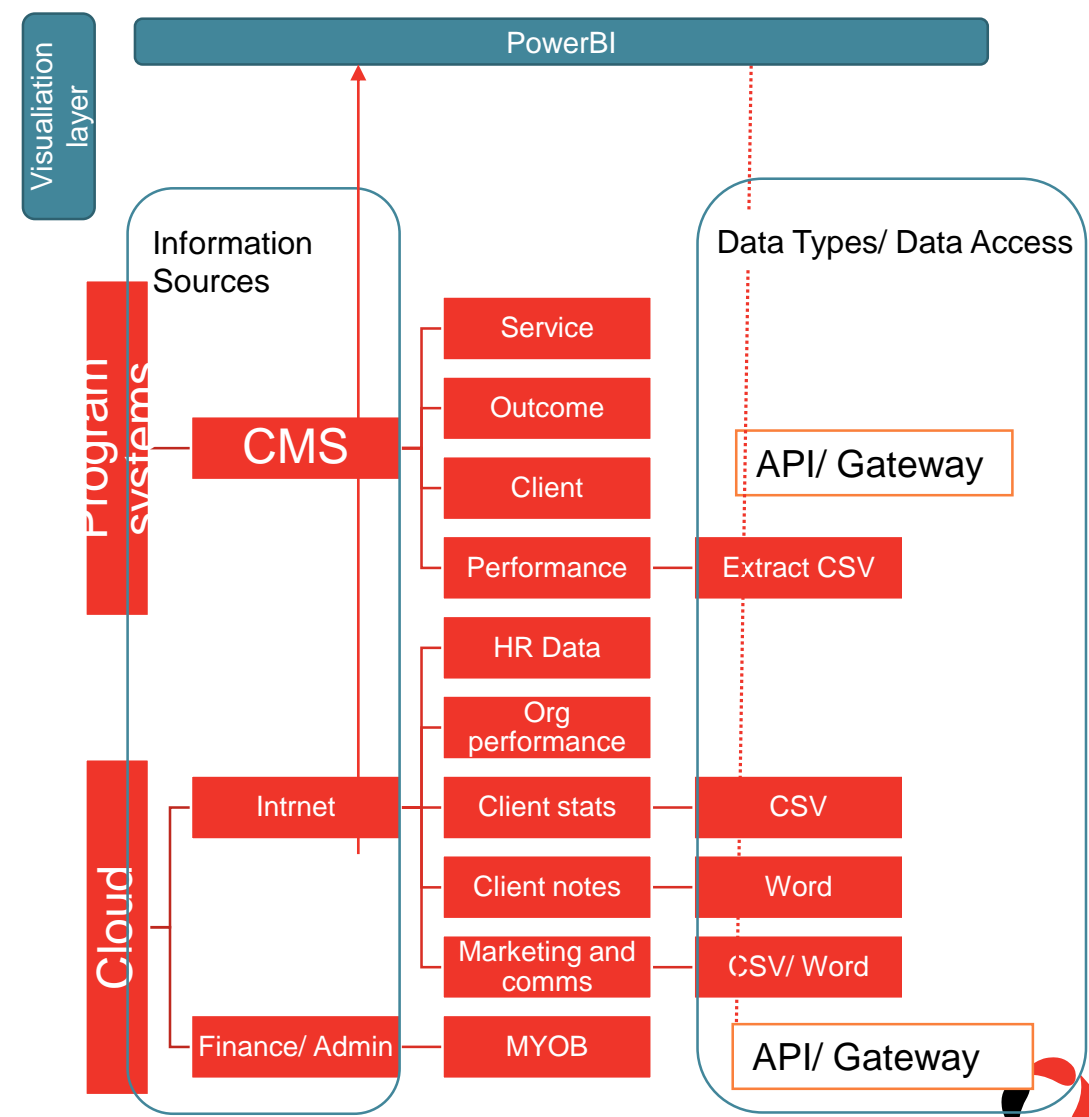 PowerBI
Visualiation
layer
Information
Sources
Data Types/ Data Access
Program
systems
CMS
Service
Outcome
Client
Performance
Extract CSV
API/ Gateway
HR Data
Org
performance
Cloud
Intrnet
Client stats
CSV
Client notes
Word
Marketing and
comms
CSV/ Word
Finance/ Admin
MYOB
API/ Gateway